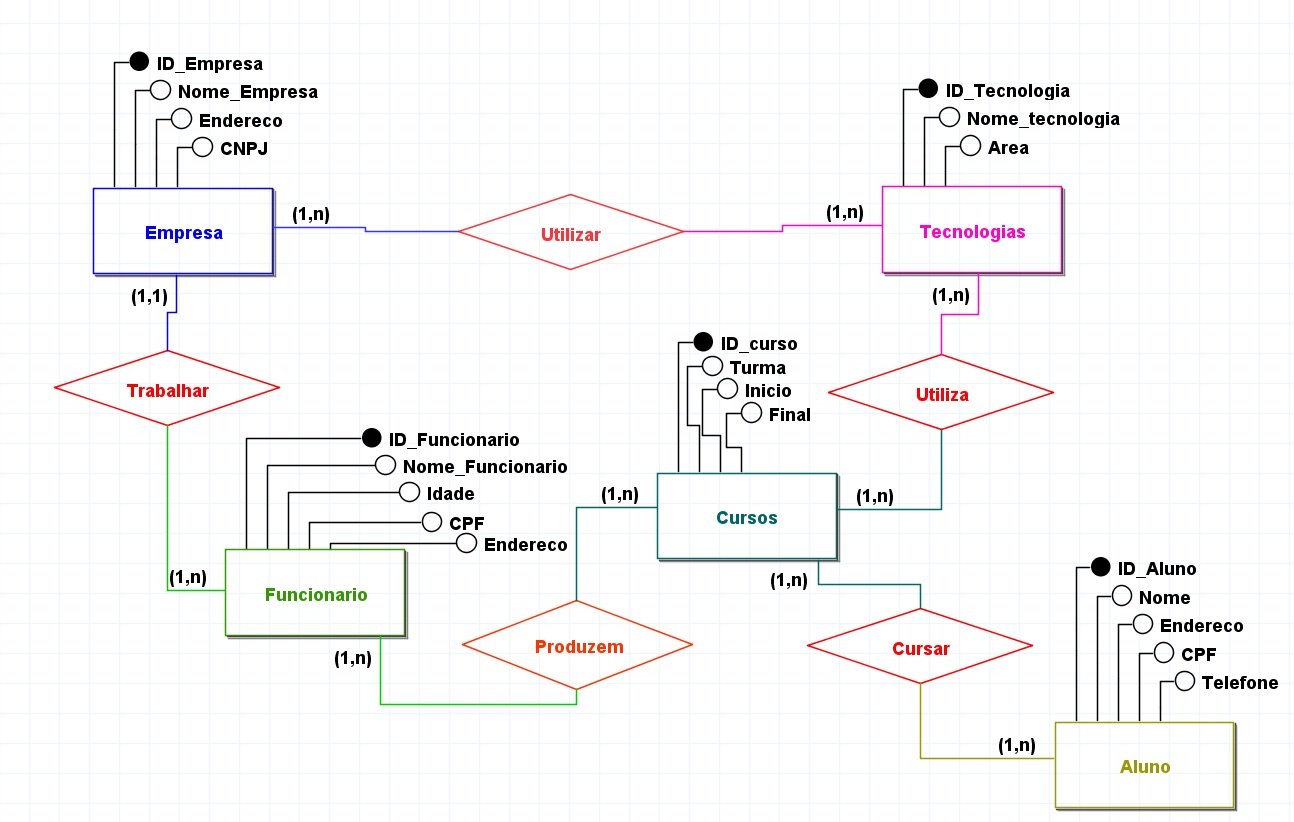 ID_Empresa
Nome_Empresa
Endereco
CNPJ
ID_Tecnologia
Nome_tecnologia
Area
Empresa
(1,n)
Utilizar
(1,n)
Tecnologias
(1,1)
(1,n)
Trabalhar
ID_curso
Turma
Inicio
Final
Utiliza
ID_Funcionario
Nome_Funcionario
Idade
CPF
Endereco
(1,n)
Cursos
(1,n)
(1,n)
Funcionario
(1,n)
(1,n)
Produzem
Cursar
ID_Aluno
Nome
Endereco
CPF
Telefone
(1,n)
Aluno